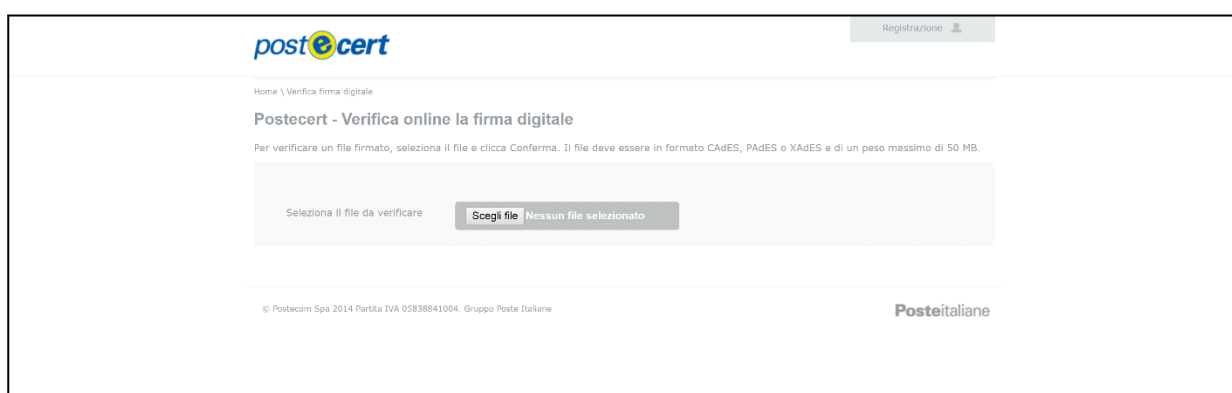 Registrazione
postecert
Home \ Verifica firma digitale
Postecert - Verifica online la firma digitale
Per verificare un file firmato, seleziona il file e clicca Conferma. Il file deve essere in formato CAdES, PAdES o XAdES e di un peso massimo di 50 MB.
Seleziona il file da verificare
Scegli file Nessun file selezionato
© Postecom Spa 2014 Partita IVA 05838841004. Gruppo Poste Italiane
Posteitaliane